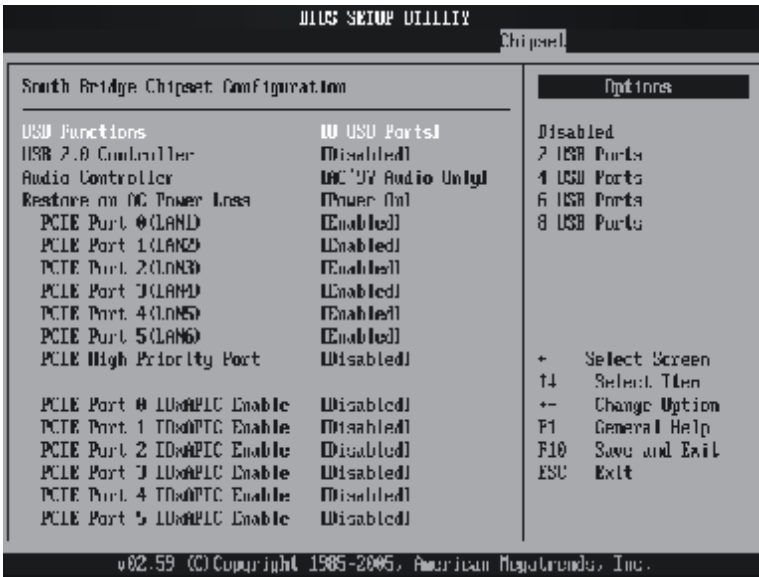 BIOS SETUP UTILITY
Chipset
South Bridge Chipset Configuration
USB Functions [8 USB Ports]
USB 2.0 Controller [Disabled]
Audio Controller [AC'97 Audio Only]
Restore on AC Power Loss [Power On]
PCIE Port 0(LAN1) [Enabled]
PCIE Port 1(LAN2) [Enabled]
PCIE Port 2(LAN3) [Enabled]
PCIE Port 3(LAN4) [Enabled]
PCIE Port 4(LAN5) [Enabled]
PCIE Port 5(LAN6) [Enabled]
PCIE High Priority Port [Disabled]
PCIE Port 0 IOxAPIC Enable [Disabled]
PCIE Port 1 IOxAPIC Enable [Disabled]
PCIE Port 2 IOxAPIC Enable [Disabled]
PCIE Port 3 IOxAPIC Enable [Disabled]
PCIE Port 4 IOxAPIC Enable [Disabled]
PCIE Port 5 IOxAPIC Enable [Disabled]
Options
Disabled
2 USB Ports
4 USB Ports
6 USB Ports
8 USB Ports
← Select Screen
↑↓ Select Item
+- Change Option
F1 General Help
F10 Save and Exit
ESC Exit
v02.59 (C)Copyright 1985-2005, American Megatrends, Inc.